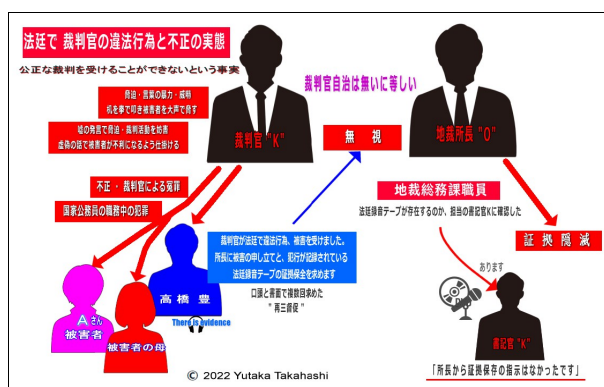 法廷で 裁判官の違法行為と不正の実態
公正な裁判を受けることができないという事実
脅迫・言葉の暴力・威嚇
机を拳で叩き被害者を大声で脅す
嘘の発言で脅迫・裁判活動を妨害
虚偽の話で被害者が不利になるよう仕掛ける
裁判官 "K"
裁判官自治は無いに等しい
無 視
地裁所長 "O"
不正 ・ 裁判官による冤罪
国家公務員の職務中の犯罪
裁判官が法廷で違法行為、被害を受けました。
所長に被害の申し立てと、犯行が記録されている
法廷録音テープの証拠保全を求めます
口頭と書面で複数回求めた
" 再三督促 "
地裁総務課職員
法廷録音テープが存在するのか、担当の書記官Kに確認した
証 拠 隠 滅
あります
Aさん
被害者
被害者の母
高 橋 豊
There is evidence
書記官 "K"
「所長から証拠保存の指示はなかったです」
© 2022 Yutaka Takahashi